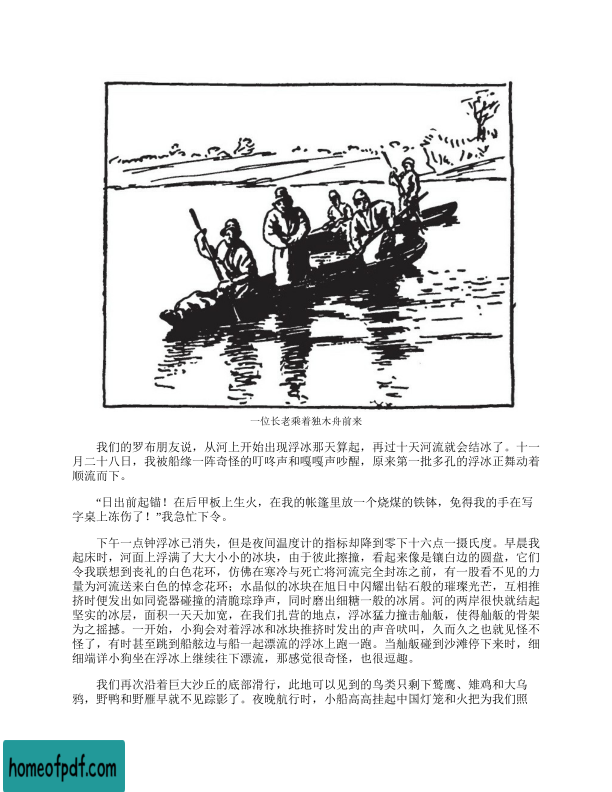 一位长老乘着独木舟前来
我们的罗布朋友说，从河上开始出现浮冰那天算起，再过十天河流就会结冰了。十一
月二十八日，我被船缘一阵奇怪的叮咚声和嘎嘎声吵醒，原来第一批多孔的浮冰正舞动着
顺流而下。
“日出前起锚！在后甲板上生火，在我的帐篷里放一个烧煤的铁钵，免得我的手在写
字桌上冻伤了！”我急忙下令。
下午一点钟浮冰已消失，但是夜间温度计的指标却降到零下十六点一摄氏度。早晨我
起床时，河面上浮满了大大小小的冰块，由于彼此擦撞，看起来像是镶白边的圆盘，它们
令我联想到丧礼的白色花环，仿佛在寒冷与死亡将河流完全封冻之前，有一股看不见的力
量为河流送来白色的悼念花环；水晶似的冰块在旭日中闪耀出钻石般的璀璨光芒，互相推
挤时便发出如同瓷器碰撞的清脆琮琤声，同时磨出细糖一般的冰屑。河的两岸很快就结起
坚实的冰层，面积一天天加宽，在我们扎营的地点，浮冰猛力撞击舢舨，使得舢舨的骨架
为之摇撼。一开始，小狗会对着浮冰和冰块推挤时发出的声音吠叫，久而久之也就见怪不
怪了，有时甚至跳到船舷边与船一起漂流的浮冰上跑一跑。当舢舨碰到沙滩停下来时，细
细端详小狗坐在浮冰上继续往下漂流，那感觉很奇怪，也很逗趣。
我们再次沿着巨大沙丘的底部滑行，此地可以见到的鸟类只剩下鹫鹰、雉鸡和大乌
鸦，野鸭和野雁早就不见踪影了。夜晚航行时，小船高高挂起中国灯笼和火把为我们照
homeofpdf.com